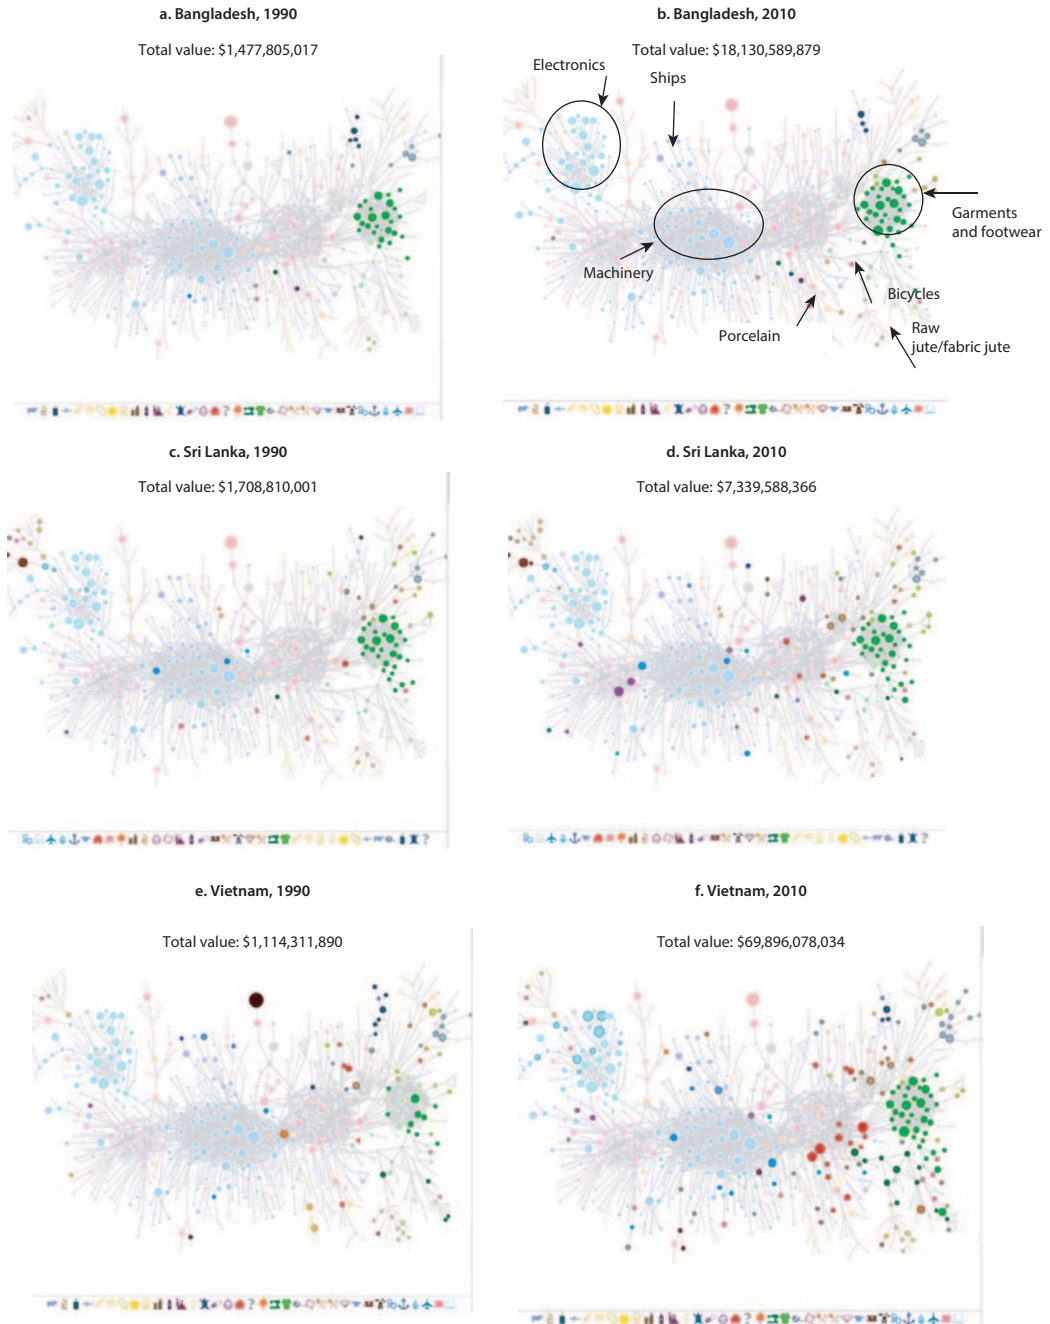 a. Bangladesh, 1990
Total value: $1,477,805,017
b. Bangladesh, 2010
Total value: $18,130,589,879
Electronics
Ships
Garments
and footwear
Machinery
Bicycles
Porcelain
Raw
jute/fabric jute
c. Sri Lanka, 1990
Total value: $1,708,810,001
d. Sri Lanka, 2010
Total value: $7,339,588,366
e. Vietnam, 1990
Total value: $1,114,311,890
f. Vietnam, 2010
Total value: $69,896,078,034